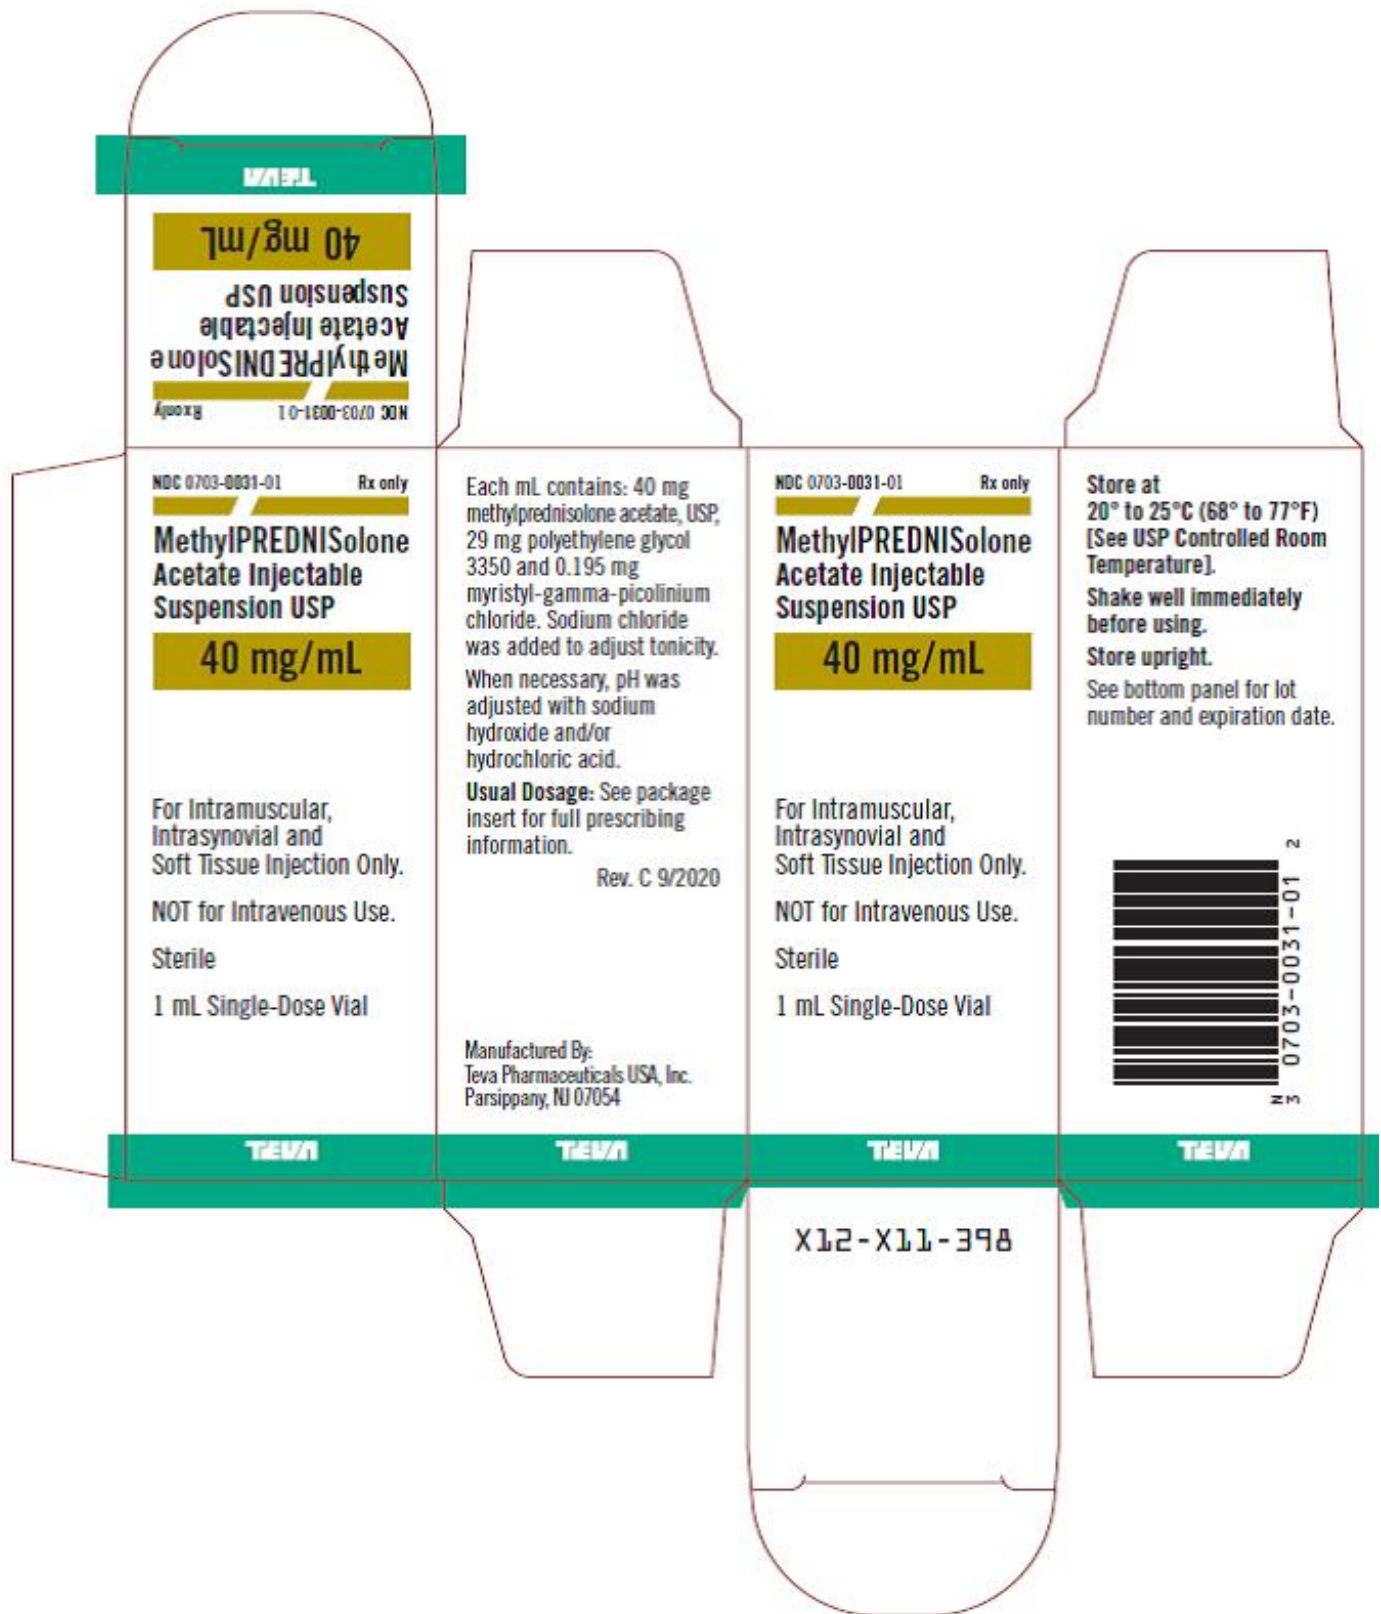 TEVA
40 mg/mL
Suspension USP
Acetate Injectable
MethylPREDNISolone
NDC 0703-0031-01 Rx only
NDC 0703-0031-01 Rx only
MethylPREDNISolone
Acetate Injectable
Suspension USP
40 mg/mL
For Intramuscular,
Intrasynovial and
Soft Tissue Injection Only.
NOT for Intravenous Use.
Sterile
1 mL Single-Dose Vial
TEVA
Each mL contains: 40 mg
methylprednisolone acetate, USP,
29 mg polyethylene glycol
3350 and 0.195 mg
myristyl-gamma-picolinium
chloride. Sodium chloride
was added to adjust tonicity.
When necessary, pH was
adjusted with sodium
hydroxide and/or
hydrochloric acid.
Usual Dosage: See package
insert for full prescribing
information.
Rev. C 9/2020
Manufactured By:
Teva Pharmaceuticals USA, Inc.
Parsippany, NJ 07054
TEVA
NDC 0703-0031-01 Rx only
MethylPREDNISolone
Acetate Injectable
Suspension USP
40 mg/mL
For Intramuscular,
Intrasynovial and
Soft Tissue Injection Only.
NOT for Intravenous Use.
Sterile
1 mL Single-Dose Vial
TEVA
X12-X11-398
Store at
20° to 25°C (68° to 77°F)
[See USP Controlled Room
Temperature].
Shake well immediately
before using.
Store upright.
See bottom panel for lot
number and expiration date.
N
3 0703-0031-01 2
TEVA